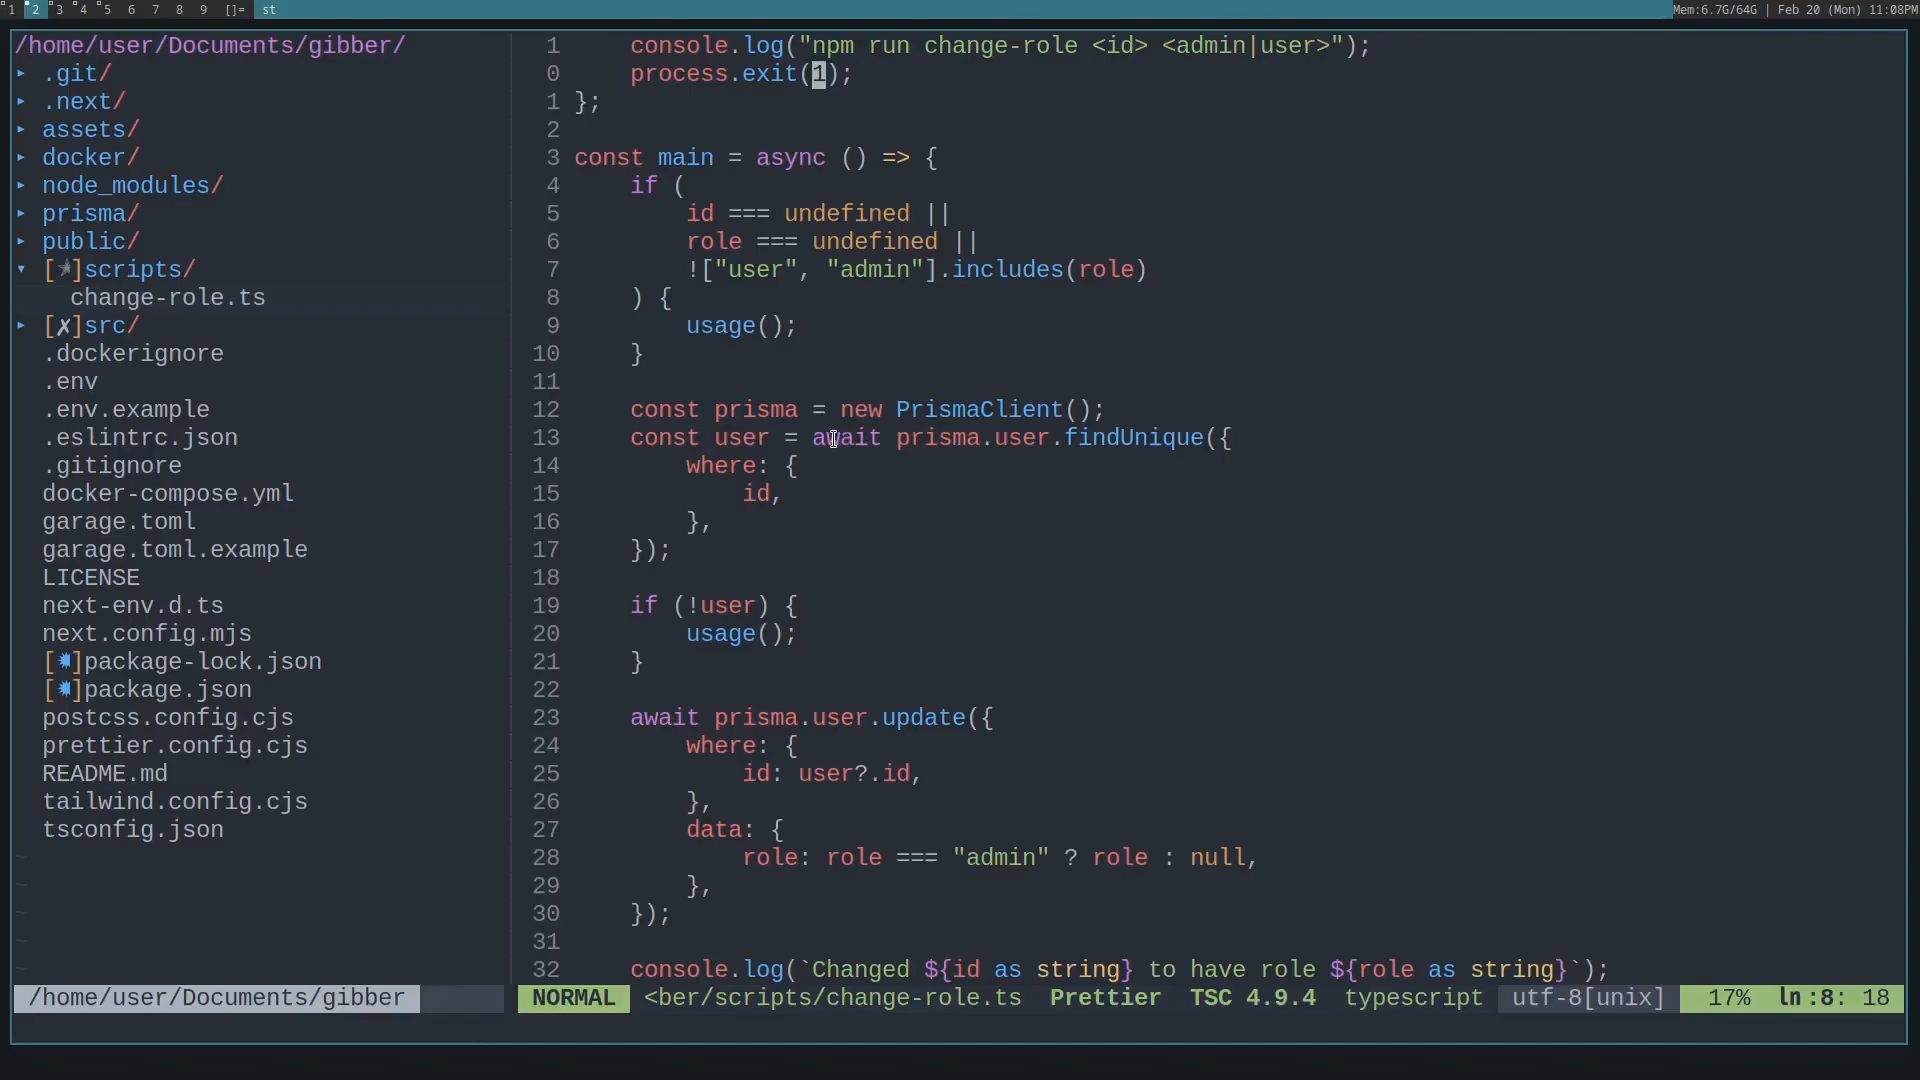 1 2 3 4 5 6 7 8 9 []= st Mem:6.7G/64G | Feb 20 (Mon) 11:08PM
/home/user/Documents/gibber/
▸ .git/
▸ .next/
▸ assets/
▸ docker/
▸ node_modules/
▸ prisma/
▸ public/
▾ [★]scripts/
change-role.ts
▸ [✗]src/
.dockerignore
.env
.env.example
.eslintrc.json
.gitignore
docker-compose.yml
garage.toml
garage.toml.example
LICENSE
next-env.d.ts
next.config.mjs
[✹]package-lock.json
[✹]package.json
postcss.config.cjs
prettier.config.cjs
README.md
tailwind.config.cjs
tsconfig.json
~
~
~
~
~
/home/user/Documents/gibber
1 console.log("npm run change-role <id> <admin|user>");
0 process.exit(1);
1 };
2
3 const main = async () => {
4 if (
5 id === undefined ||
6 role === undefined ||
7 !["user", "admin"].includes(role)
8 ) {
9 usage();
10 }
11
12 const prisma = new PrismaClient();
13 const user = await prisma.user.findUnique({
14 where: {
15 id,
16 },
17 });
18
19 if (!user) {
20 usage();
21 }
22
23 await prisma.user.update({
24 where: {
25 id: user?.id,
26 },
27 data: {
28 role: role === "admin" ? role : null,
29 },
30 });
31
32 console.log(`Changed ${id as string} to have role ${role as string}`);
NORMAL <ber/scripts/change-role.ts Prettier TSC 4.9.4 typescript utf-8[unix] 17% ln:8: 18